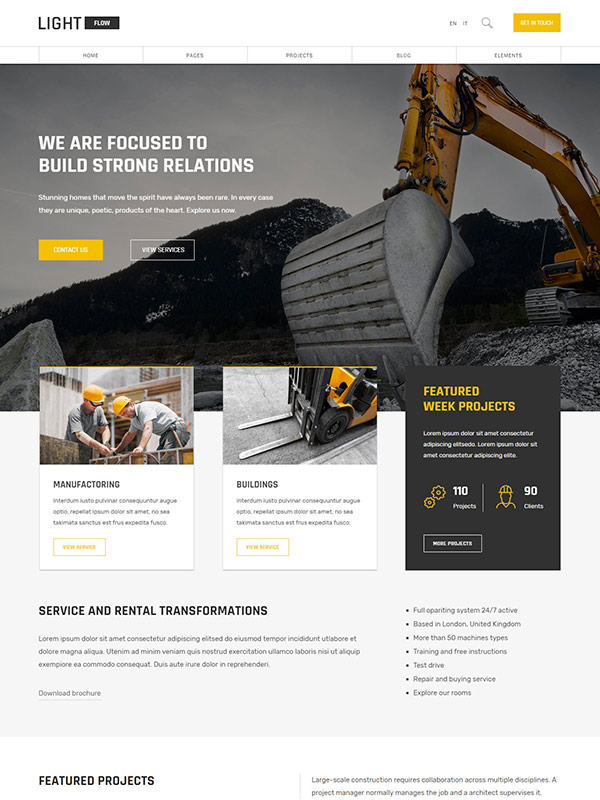 LIGHT FLOW
EN IT
GET IN TOUCH
HOME PAGES PROJECTS BLOG ELEMENTS
WE ARE FOCUSED TO
BUILD STRONG RELATIONS
Stunning homes that move the spirit have always been rare. In every case
they are unique, poetic, products of the heart. Explore us now.
CONTACT US
VIEW SERVICES
MANUFACTORING
Interdum iusto pulvinar consequuntur augue
optio, repellat ipsum dolor sit amet, no sea
takimata sanctus est frus expedita fusco.
VIEW SERVICE
BUILDINGS
Interdum iusto pulvinar consequuntur augue
optio, repellat ipsum dolor sit amet, no sea
takimata sanctus est frus expedita fusco.
VIEW SERVICE
FEATURED
WEEK PROJECTS
Lorem ipsum dolor sit amet consectetur
adipisicing elitsedo. Lorem ipsum dolor sit
amet consectetur adipisicing elite.
110
Projects
90
Clients
MORE PROJECTS
SERVICE AND RENTAL TRANSFORMATIONS
Lorem ipsum dolor amet consectetur adipisicing elitsed do eiusmod tempor incididunt utlabore et
dolore magna aliqua. Utenim ad minim veniam quis nostrud exercitation ullamco laboris nisi ut aliquip
exempiore ea commodo consequat. Duis aute irure dolor in reprehenderi.
Download brochure
Full opariting system 24/7 active
Based in London, United Kingdom
More than 50 machines types
Training and free instructions
Test drive
Repair and buying service
Explore our rooms
FEATURED PROJECTS
Large-scale construction requires collaboration across multiple disciplines. A
project manager normally manages the job and a architect supervises it.